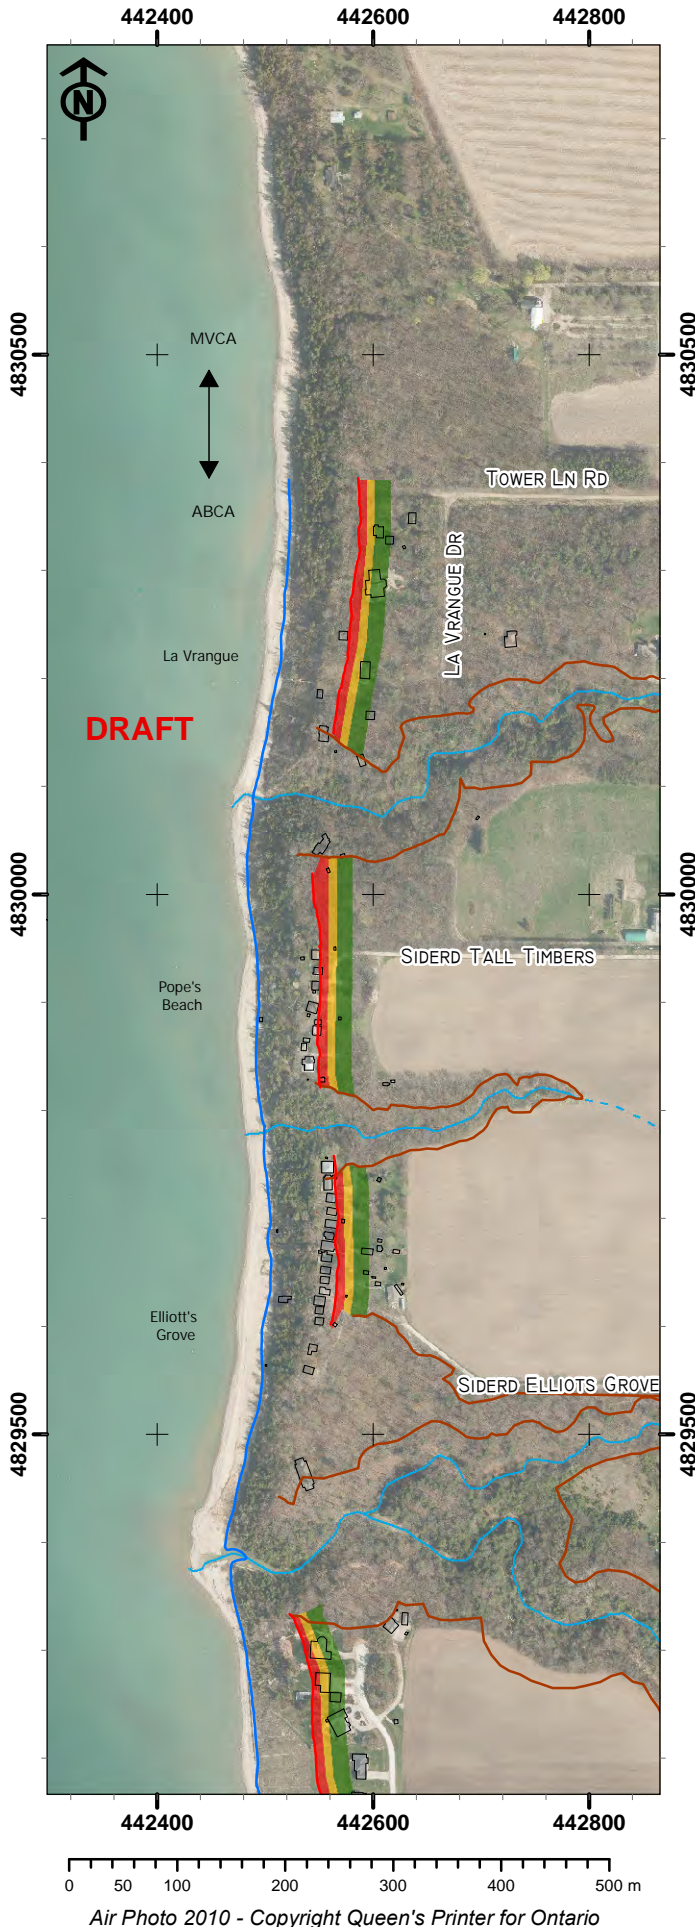 442400 442600 442800
N
4830500 4830500
MVCA
ABCA
TOWER LN RD
LA VRANGUE DR
La Vrangue
DRAFT
4830000 4830000
SIDERD TALL TIMBERS
Pope's
Beach
Elliott's
Grove
SIDERD ELLIOTS GROVE
4829500 4829500
442400 442600 442800
0 50 100 200 300 400 500 m
Air Photo 2010 - Copyright Queen's Printer for Ontario